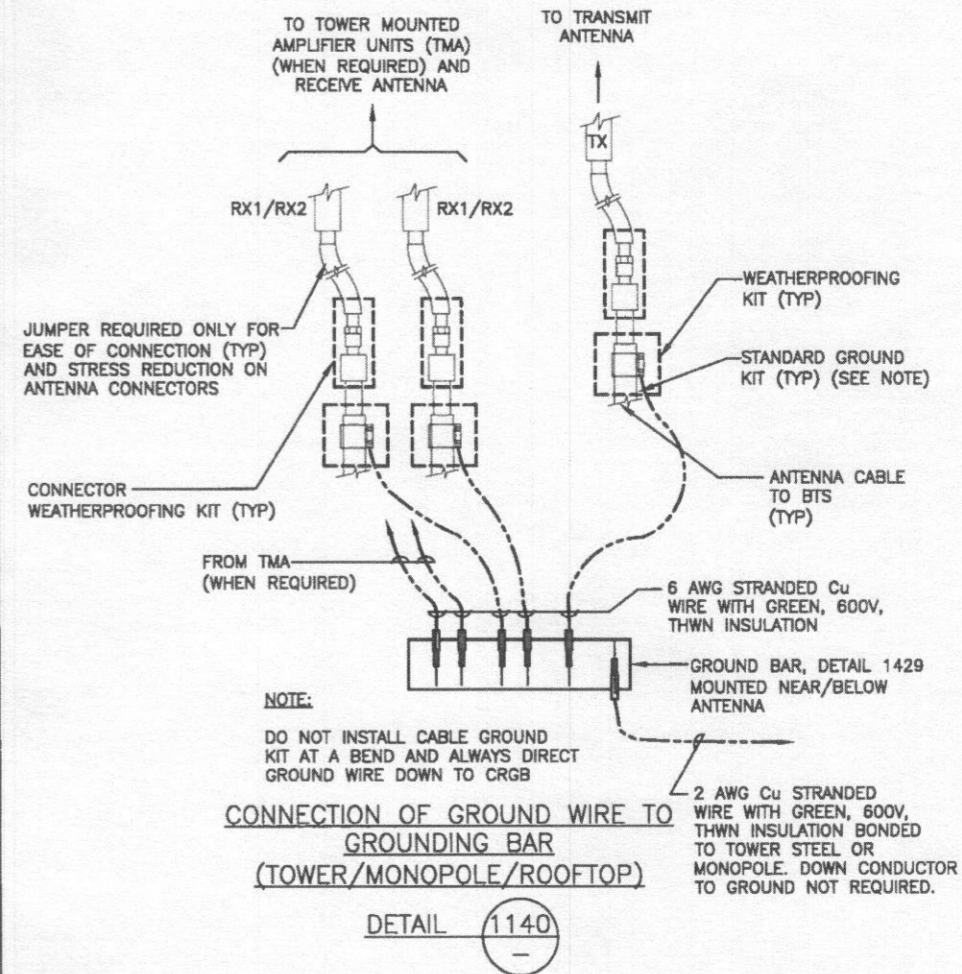 TO TOWER MOUNTED
AMPLIFIER UNITS (TMA)
(WHEN REQUIRED) AND
RECEIVE ANTENNA
TO TRANSMIT
ANTENNA
TX
RX1/RX2
RX1/RX2
JUMPER REQUIRED ONLY FOR
EASE OF CONNECTION (TYP)
AND STRESS REDUCTION ON
ANTENNA CONNECTORS
WEATHERPROOFING
KIT (TYP)
STANDARD GROUND
KIT (TYP) (SEE NOTE)
CONNECTOR
WEATHERPROOFING KIT (TYP)
ANTENNA CABLE
TO BTS
(TYP)
FROM TMA
(WHEN REQUIRED)
6 AWG STRANDED Cu
WIRE WITH GREEN, 600V,
THWN INSULATION
GROUND BAR, DETAIL 1429
MOUNTED NEAR/BELOW
ANTENNA
NOTE:
DO NOT INSTALL CABLE GROUND
KIT AT A BEND AND ALWAYS DIRECT
GROUND WIRE DOWN TO CRGB
2 AWG Cu STRANDED
WIRE WITH GREEN, 600V,
THWN INSULATION BONDED
TO TOWER STEEL OR
MONOPOLE. DOWN CONDUCTOR
TO GROUND NOT REQUIRED.
CONNECTION OF GROUND WIRE TO
GROUNDING BAR
(TOWER/MONOPOLE/ROOFTOP)
DETAIL 1140
–